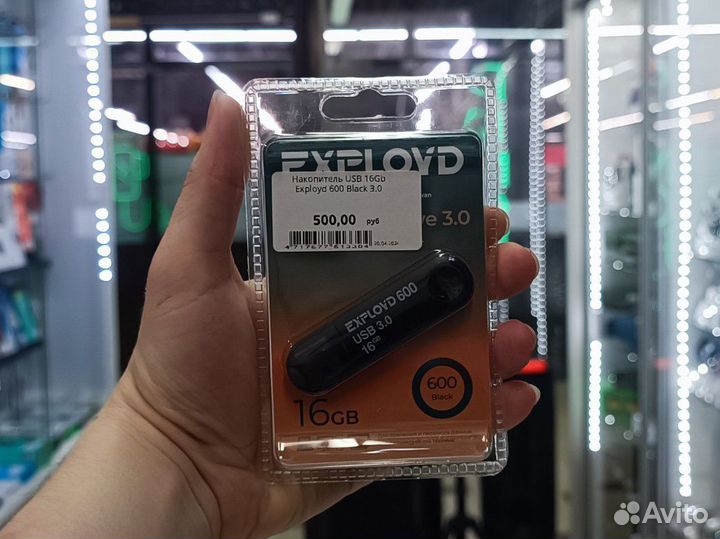 EXPLOYD
Накопитель USB 16Gb
Exployd 600 Black 3.0
500,00 руб
ve 3.0
EXPLOYD 600
USB 3.0
16GB
600
Black
16GB
Avito